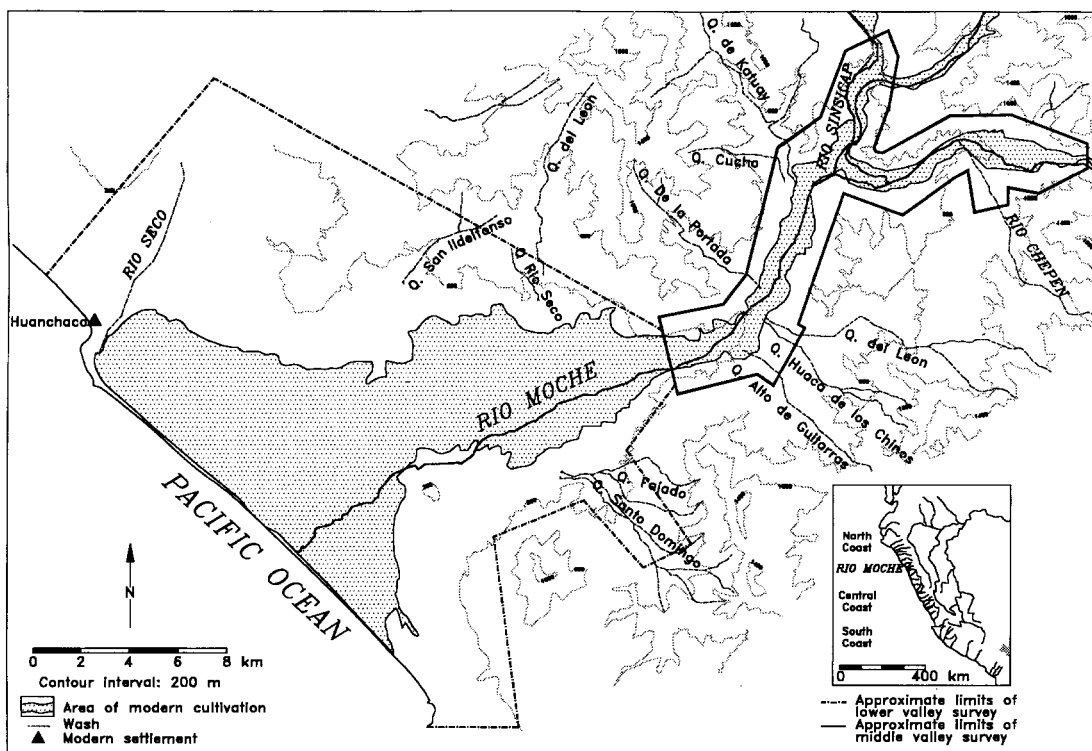 Q. de Katuay
Q. del Leon
RIO SINSICAP
Q. Cusho
Q. De la Portada
RIO SECO
Q. San Ildelfonso
Q. Rio Seco
RIO CHEPEN
Huanchaco
RIO MOCHE
Q. del Leon
Q. Huaca de los Chinos
Q. Alto de Guitarras
Q. Fajado
Q. Santo Domingo
PACIFIC OCEAN
N
0 2 4 6 8 km
Contour interval: 200 m
Area of modern cultivation
Wash
Modern settlement
North
Coast
RIO MOCHE
Central
Coast
South
Coast
0 400 km
Approximate limits of
lower valley survey
Approximate limits of
middle valley survey